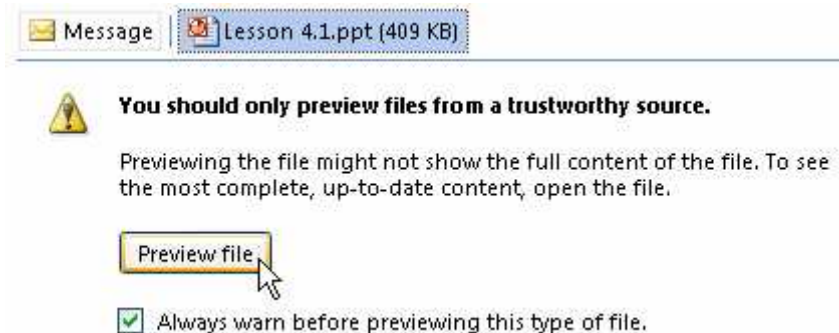 Message Lesson 4.1.ppt (409 KB)
You should only preview files from a trustworthy source.
Previewing the file might not show the full content of the file. To see
the most complete, up-to-date content, open the file.
Preview file
Always warn before previewing this type of file.